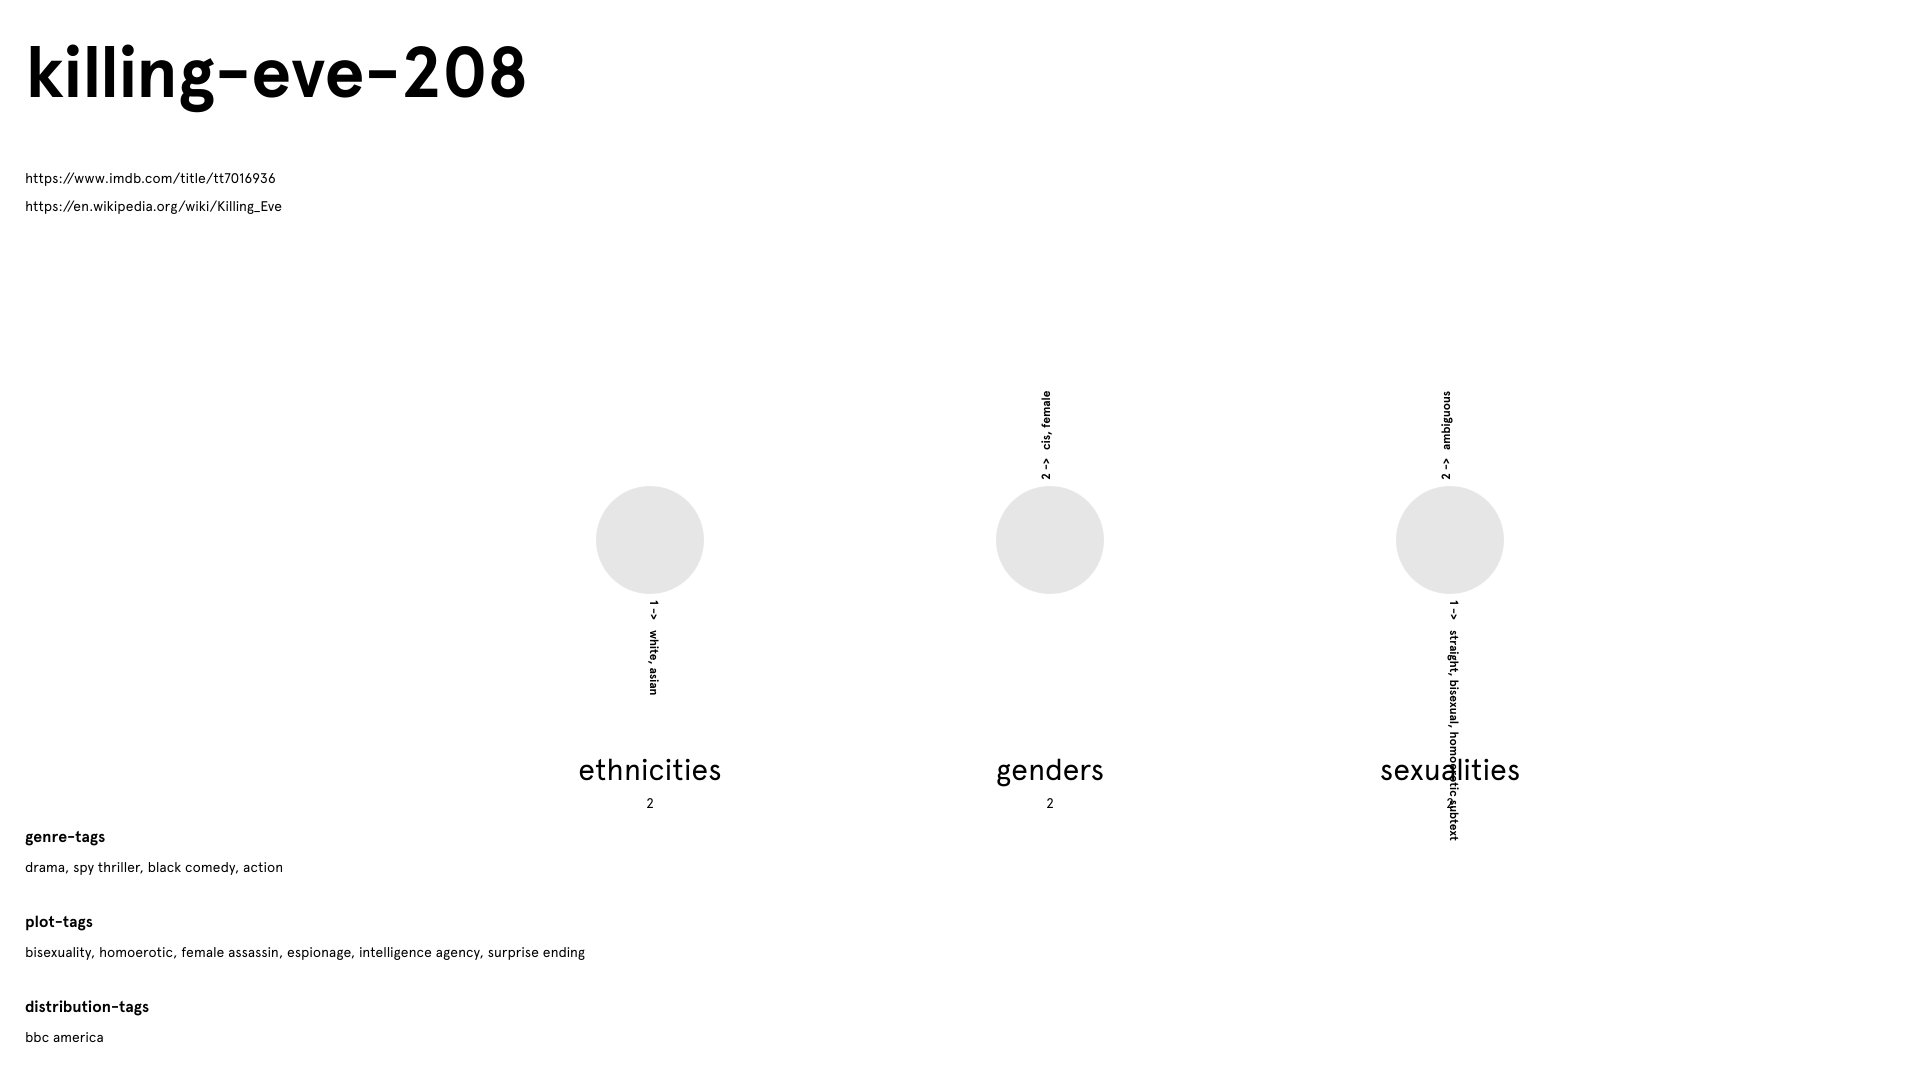 killing-eve-208
https://www.imdb.com/title/tt7016936
https://en.wikipedia.org/wiki/Killing_Eve
2 -> cis, female
2 -> ambiguous
1 -> white, asian
1 -> straight, bisexual, homoerotic subtext
ethnicities
2
genders
2
sexualities
2
genre-tags
drama, spy thriller, black comedy, action
plot-tags
bisexuality, homoerotic, female assassin, espionage, intelligence agency, surprise ending
distribution-tags
bbc america